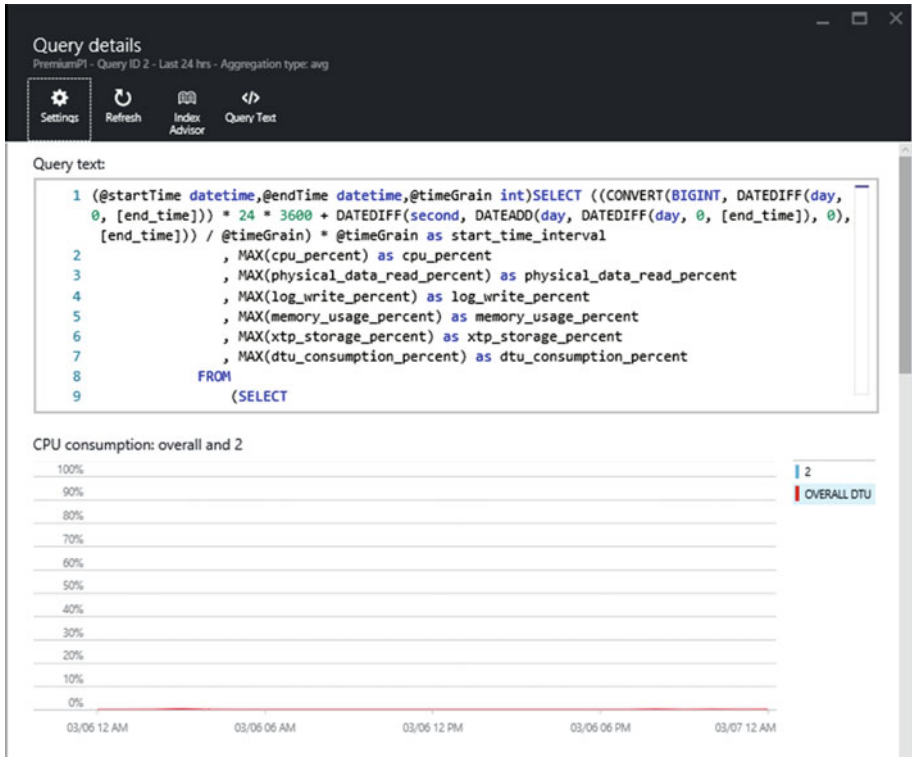 Query details
PremiumP1 - Query ID 2 - Last 24 hrs - Aggregation type: avg
Settings Refresh Index Advisor Query Text
Query text:
1 (@startTime datetime,@endTime datetime,@timeGrain int)SELECT ((CONVERT(BIGINT, DATEDIFF(day,
0, [end_time])) * 24 * 3600 + DATEDIFF(second, DATEADD(day, DATEDIFF(day, 0, [end_time]), 0),
[end_time])) / @timeGrain) * @timeGrain as start_time_interval
2 , MAX(cpu_percent) as cpu_percent
3 , MAX(physical_data_read_percent) as physical_data_read_percent
4 , MAX(log_write_percent) as log_write_percent
5 , MAX(memory_usage_percent) as memory_usage_percent
6 , MAX(xtp_storage_percent) as xtp_storage_percent
7 , MAX(dtu_consumption_percent) as dtu_consumption_percent
8 FROM
9 (SELECT
CPU consumption: overall and 2
100%
90%
80%
70%
60%
50%
40%
30%
20%
10%
0%
03/06 12 AM 03/06 06 AM 03/06 12 PM 03/06 06 PM 03/07 12 AM
2
OVERALL DTU